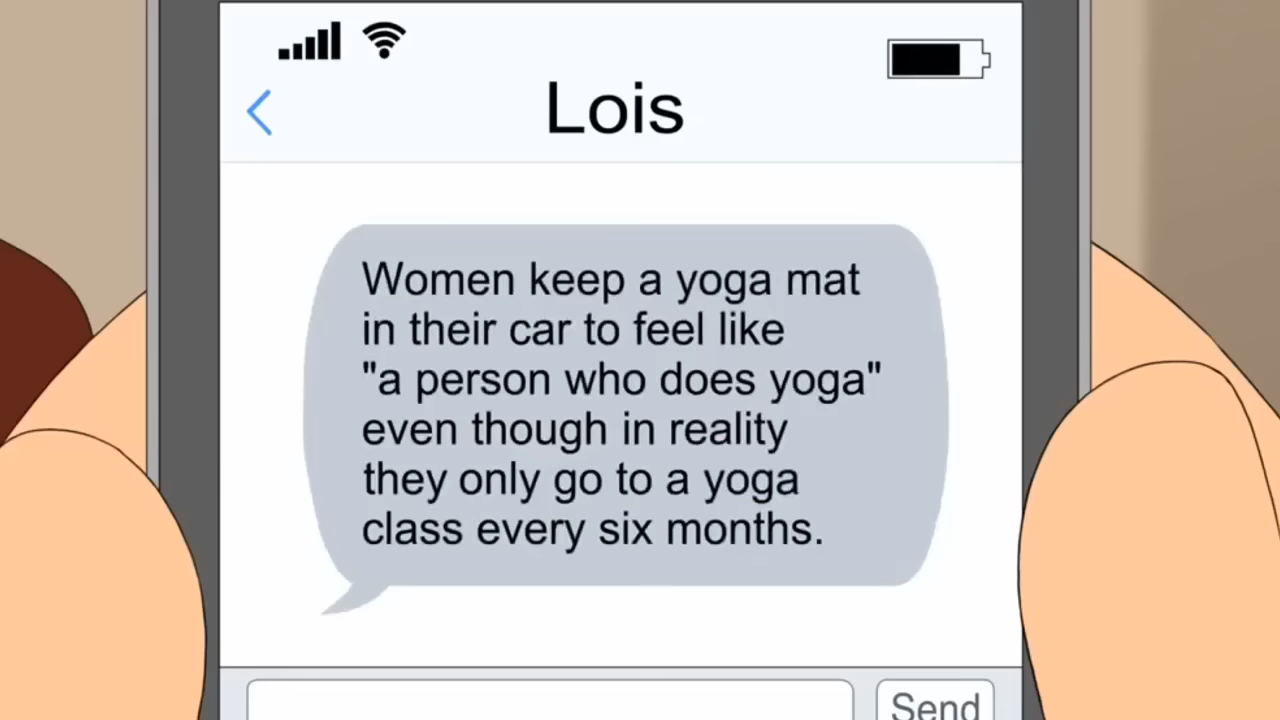 Lois
Women keep a yoga mat
in their car to feel like
"a person who does yoga"
even though in reality
they only go to a yoga
class every six months.
Send